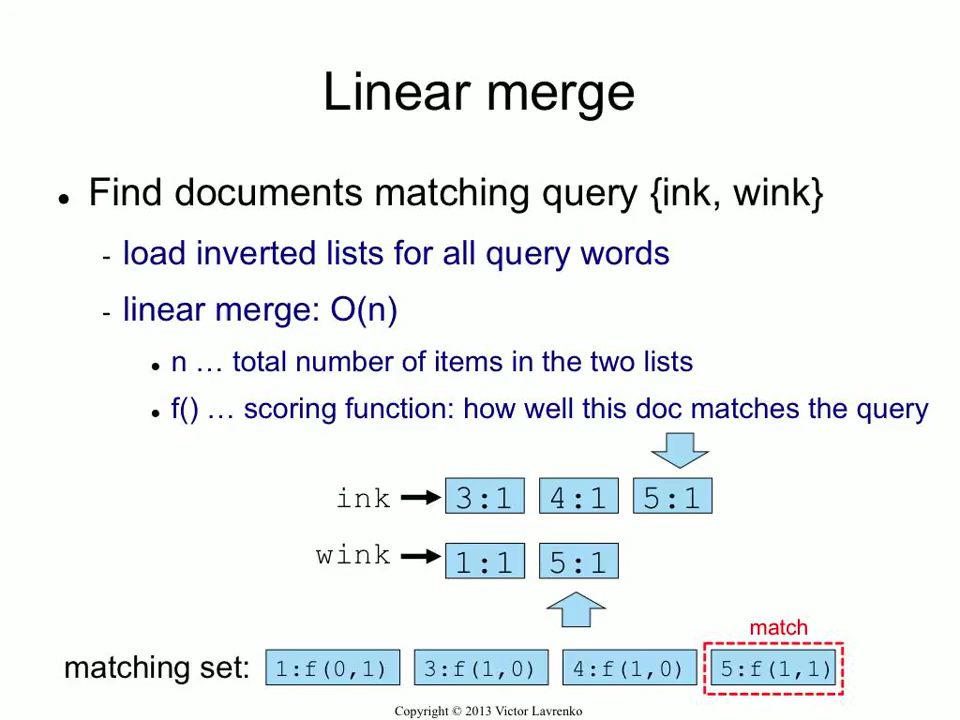 Linear merge
● Find documents matching query {ink, wink}
- load inverted lists for all query words
- linear merge: O(n)
● n … total number of items in the two lists
● f() … scoring function: how well this doc matches the query
ink 3:1 4:1 5:1
wink 1:1 5:1
match
matching set: 1:f(0,1) 3:f(1,0) 4:f(1,0) 5:f(1,1)
Copyright © 2013 Victor Lavrenko